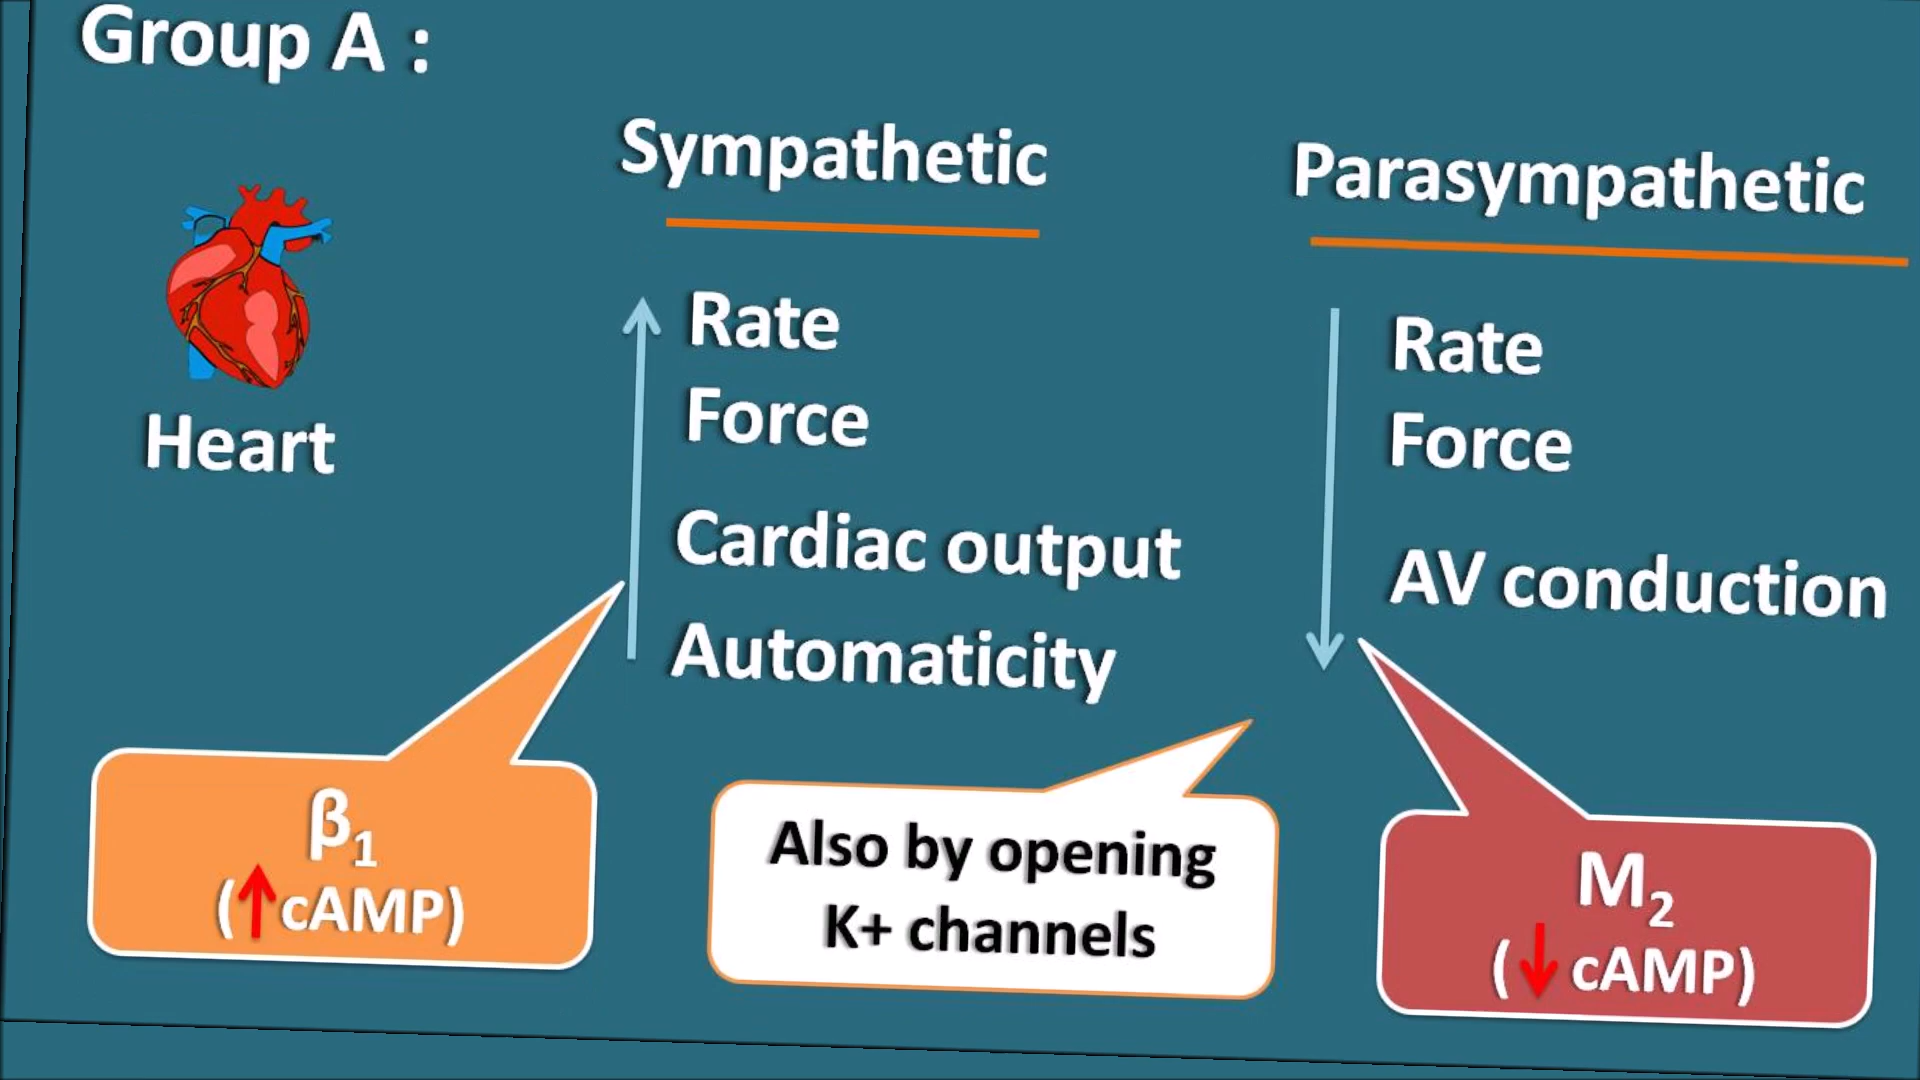 Group A :
Sympathetic
Parasympathetic
Rate
Force
Cardiac output
Automaticity
Rate
Force
AV conduction
Heart
β₁
(↑cAMP)
Also by opening
K+ channels
M₂
(↓cAMP)